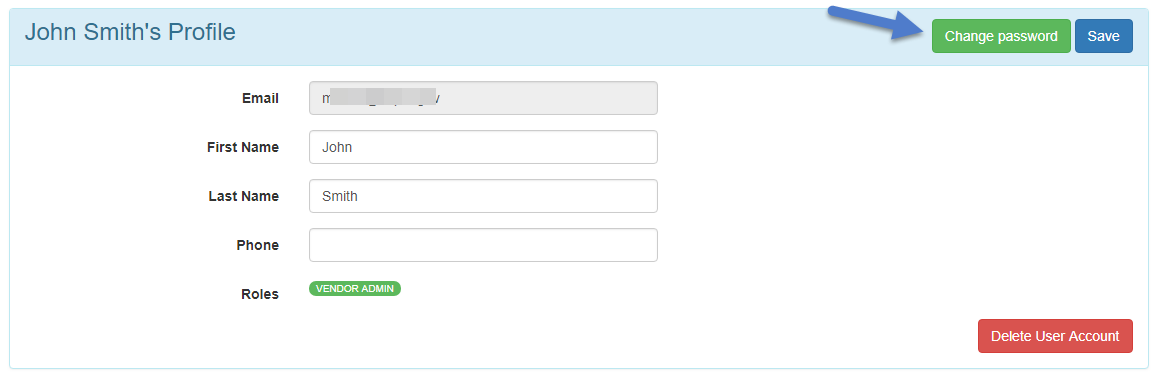 John Smith's Profile
Change password
Save
Email
First Name
John
Last Name
Smith
Phone
Roles
VENDOR ADMIN
Delete User Account